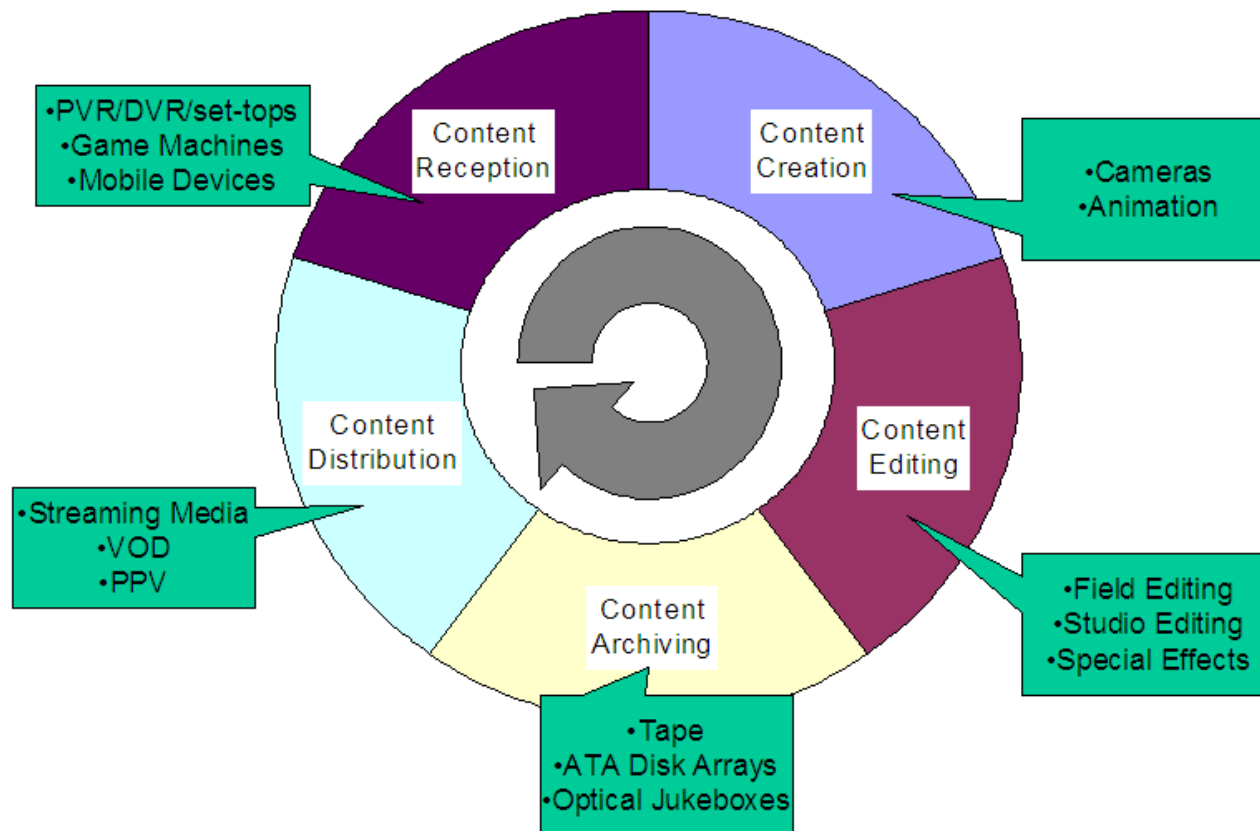 •PVR/DVR/set-tops
•Game Machines
•Mobile Devices
Content
Reception
Content
Creation
•Cameras
•Animation
Content
Editing
•Field Editing
•Studio Editing
•Special Effects
Content
Archiving
•Tape
•ATA Disk Arrays
•Optical Jukeboxes
Content
Distribution
•Streaming Media
•VOD
•PPV